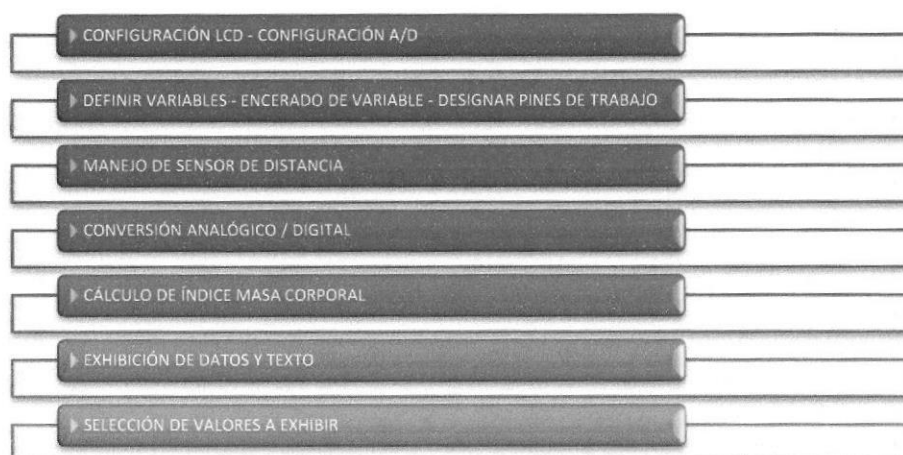 CONFIGURACIÓN LCD - CONFIGURACIÓN A/D
DEFINIR VARIABLES - ENCERADO DE VARIABLE - DESIGNAR PINES DE TRABAJO
MANEJO DE SENSOR DE DISTANCIA
CONVERSIÓN ANALÓGICO / DIGITAL
CÁLCULO DE ÍNDICE MASA CORPORAL
EXHIBICIÓN DE DATOS Y TEXTO
SELECCIÓN DE VALORES A EXHIBIR